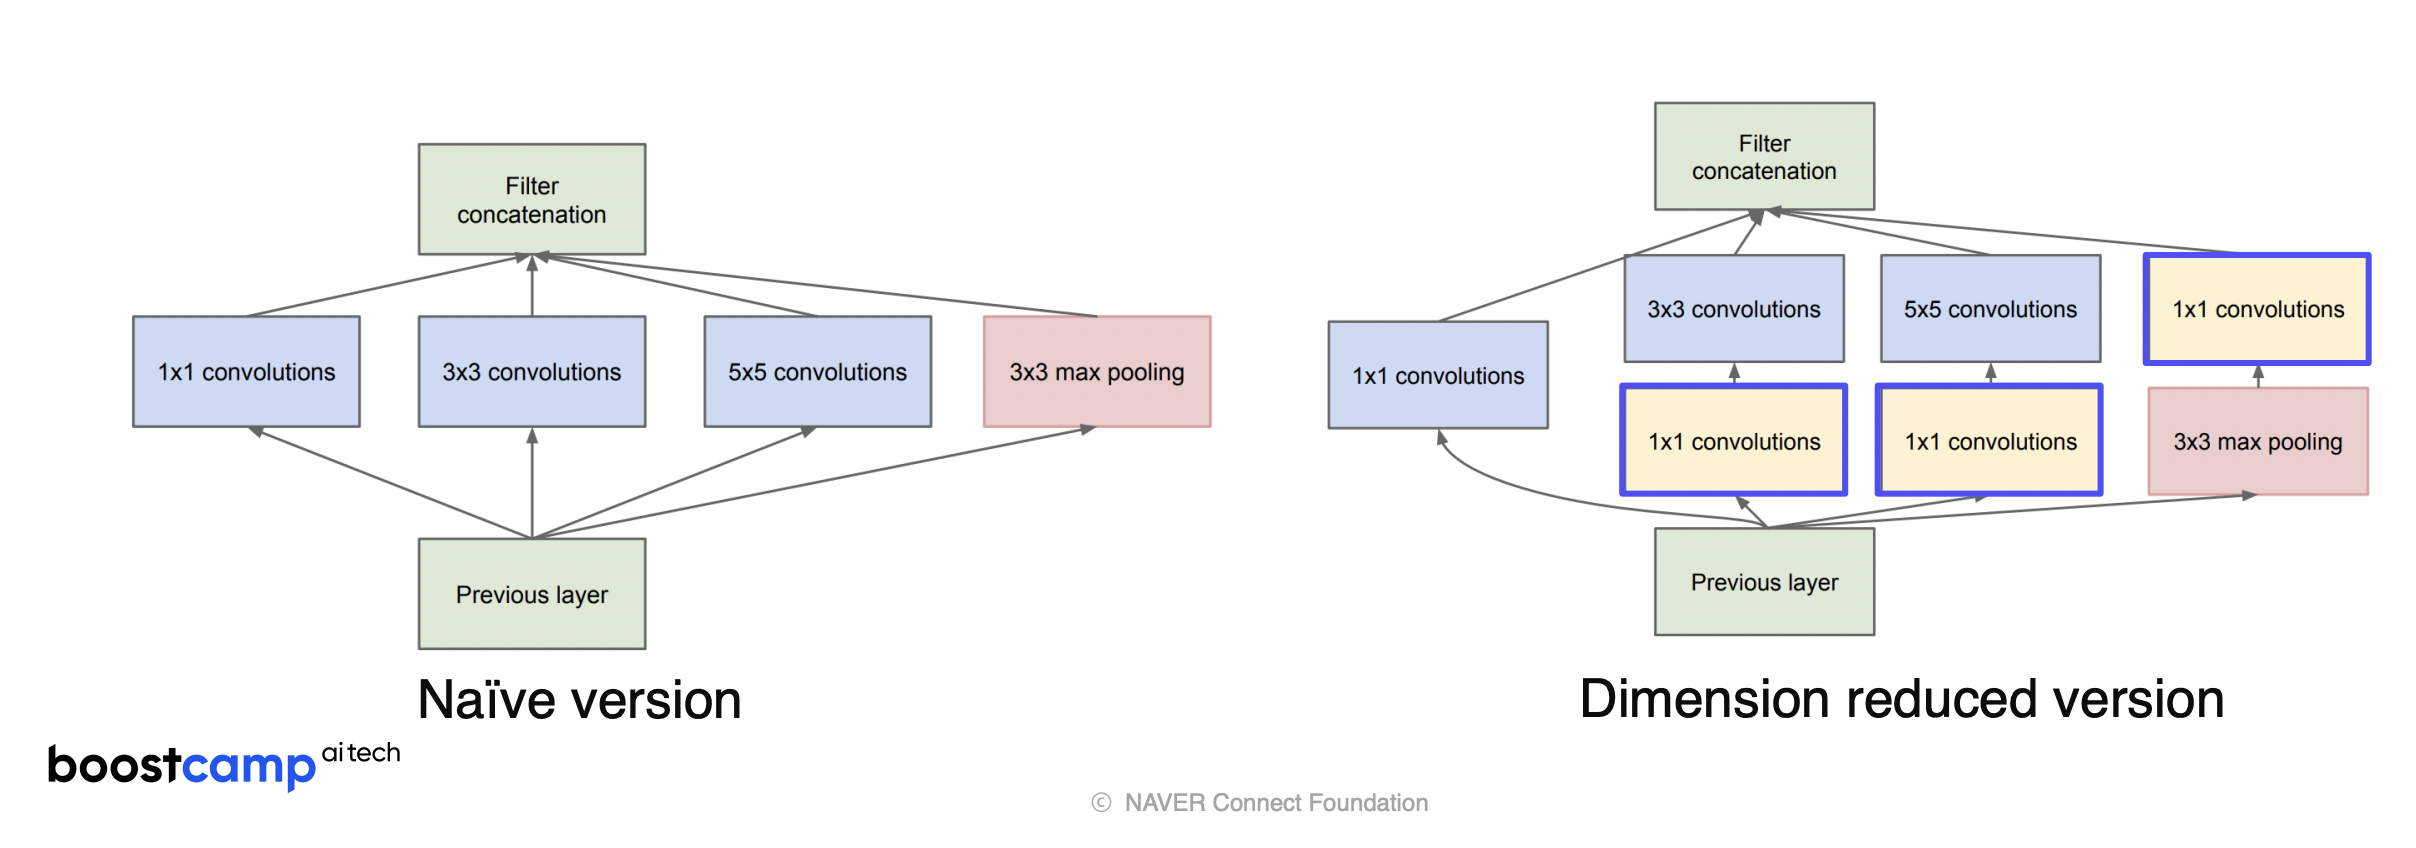 Filter
concatenation
1x1 convolutions
3x3 convolutions
5x5 convolutions
3x3 max pooling
Previous layer
Naïve version
Filter
concatenation
3x3 convolutions
5x5 convolutions
1x1 convolutions
1x1 convolutions
1x1 convolutions
1x1 convolutions
3x3 max pooling
Previous layer
Dimension reduced version
boostcamp ai tech
© NAVER Connect Foundation